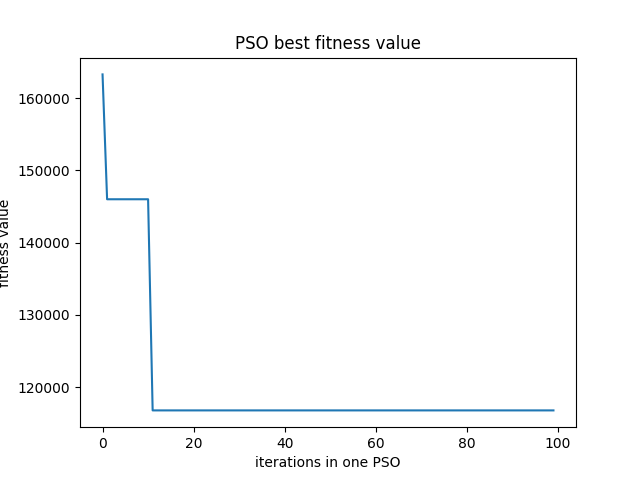 PSO best fitness value
160000
150000
140000
130000
120000
fitness value
0 20 40 60 80 100
iterations in one PSO